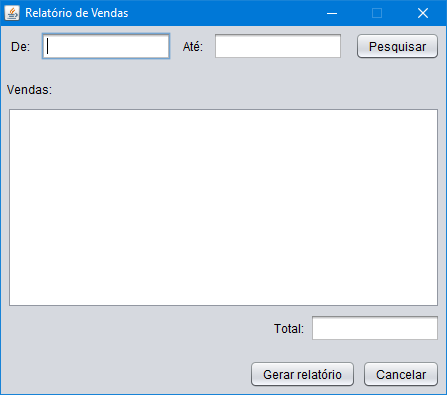 Relatório de Vendas
De: Até: Pesquisar
Vendas:
Total:
Gerar relatório Cancelar